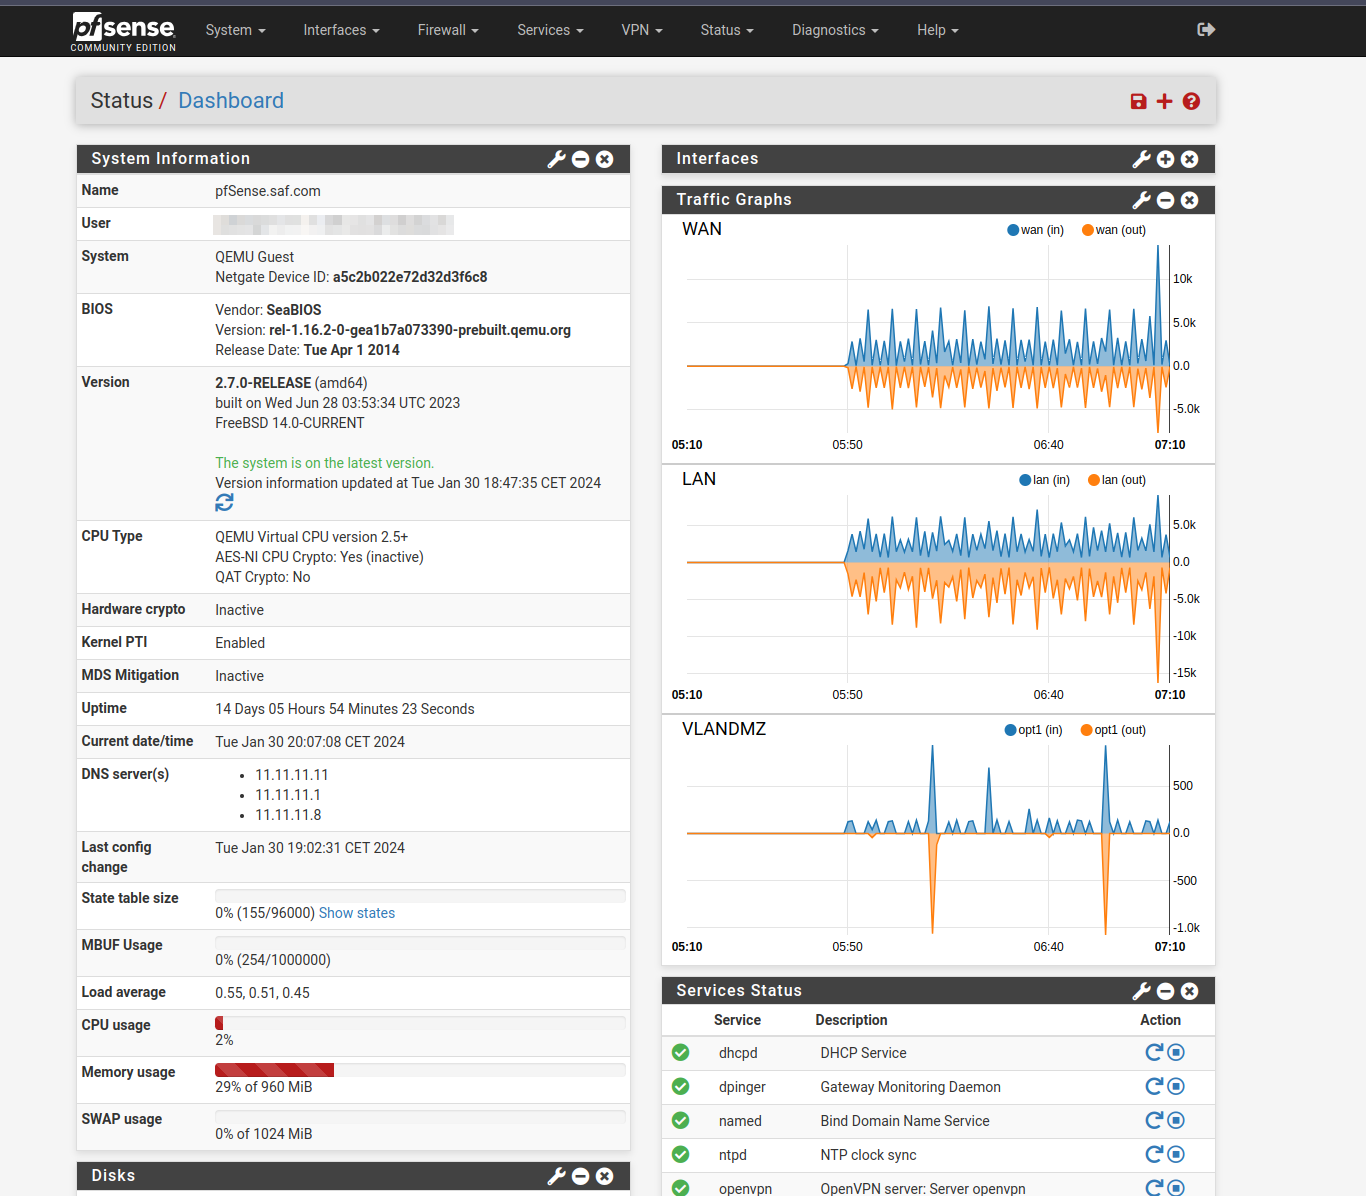 pfsense
COMMUNITY EDITION
System
Interfaces
Firewall
Services
VPN
Status
Diagnostics
Help
Status / Dashboard
System Information
Name pfSense.saf.com
User
System QEMU Guest
Netgate Device ID: a5c2b022e72d32d3f6c8
BIOS Vendor: SeaBIOS
Version: rel-1.16.2-0-gea1b7a073390-prebuilt.qemu.org
Release Date: Tue Apr 1 2014
Version 2.7.0-RELEASE (amd64)
built on Wed Jun 28 03:53:34 UTC 2023
FreeBSD 14.0-CURRENT
The system is on the latest version.
Version information updated at Tue Jan 30 18:47:35 CET 2024
CPU Type QEMU Virtual CPU version 2.5+
AES-NI CPU Crypto: Yes (inactive)
QAT Crypto: No
Hardware crypto Inactive
Kernel PTI Enabled
MDS Mitigation Inactive
Uptime 14 Days 05 Hours 54 Minutes 23 Seconds
Current date/time Tue Jan 30 20:07:08 CET 2024
DNS server(s)
11.11.11.11
11.11.11.1
11.11.11.8
Last config change Tue Jan 30 19:02:31 CET 2024
State table size
0% (155/96000) Show states
MBUF Usage
0% (254/1000000)
Load average 0.55, 0.51, 0.45
CPU usage
2%
Memory usage
29% of 960 MiB
SWAP usage
0% of 1024 MiB
Disks
Interfaces
Traffic Graphs
WAN
wan (in) wan (out)
10k
5.0k
0.0
-5.0k
05:10 05:50 06:40 07:10
LAN
lan (in) lan (out)
5.0k
0.0
-5.0k
-10k
-15k
05:10 05:50 06:40 07:10
VLANDMZ
opt1 (in) opt1 (out)
500
0.0
-500
-1.0k
05:10 05:50 06:40 07:10
Services Status
Service Description Action
dhcpd DHCP Service
dpinger Gateway Monitoring Daemon
named Bind Domain Name Service
ntpd NTP clock sync
openvpn OpenVPN server: Server openvpn